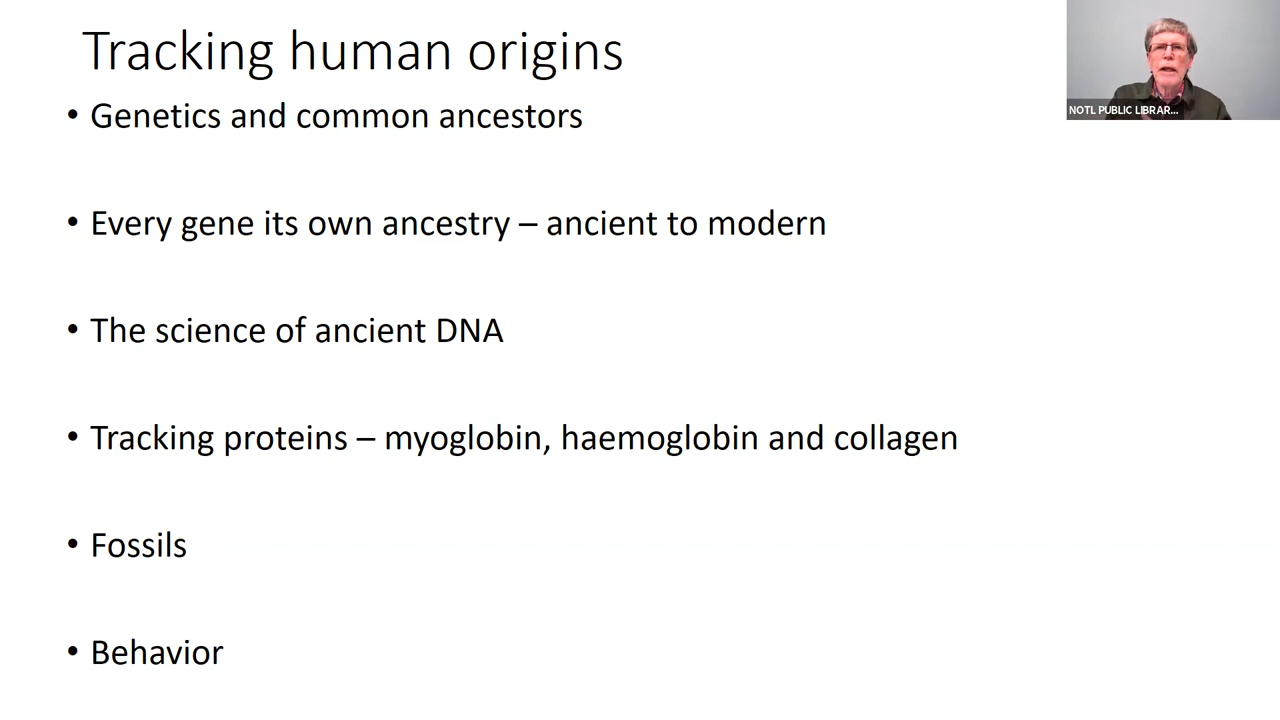 Tracking human origins
• Genetics and common ancestors
• Every gene its own ancestry – ancient to modern
• The science of ancient DNA
• Tracking proteins – myoglobin, haemoglobin and collagen
• Fossils
• Behavior
NOTL PUBLIC LIBRAR...